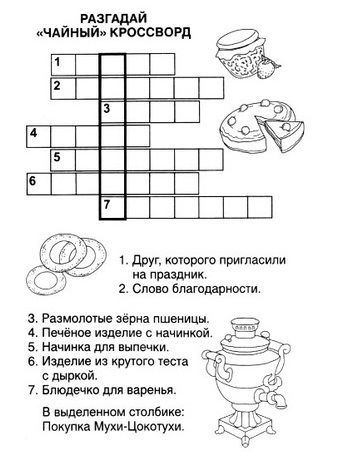 РАЗГАДАЙ
«ЧАЙНЫЙ» КРОССВОРД
1
2
3
4
5
6
7
1. Друг, которого пригласили
на праздник.
2. Слово благодарности.
3. Размолотые зёрна пшеницы.
4. Печёное изделие с начинкой.
5. Начинка для выпечки.
6. Изделие из крутого теста
с дыркой.
7. Блюдечко для варенья.
В выделенном столбике:
Покупка Мухи-Цокотухи.